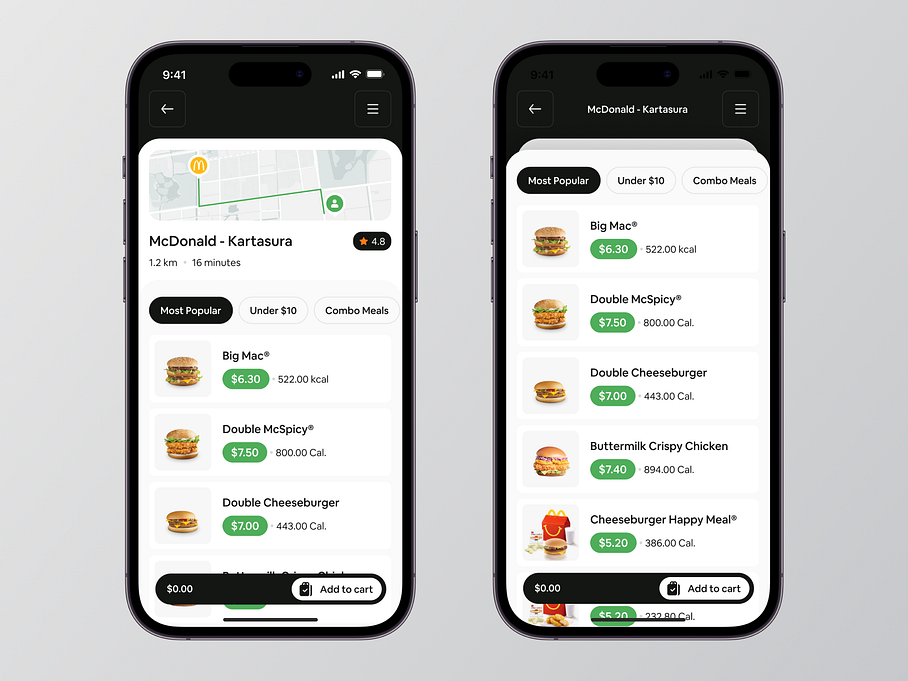 9:41
McDonald - Kartasura
4.8
1.2 km 16 minutes
Most Popular Under $10 Combo Meals
Big Mac®
$6.30 522.00 kcal
Double McSpicy®
$7.50 800.00 Cal.
Double Cheeseburger
$7.00 443.00 Cal.
$0.00 Add to cart
9:41
McDonald - Kartasura
Most Popular Under $10 Combo Meals
Big Mac®
$6.30 522.00 kcal
Double McSpicy®
$7.50 800.00 Cal.
Double Cheeseburger
$7.00 443.00 Cal.
Buttermilk Crispy Chicken
$7.40 894.00 Cal.
Cheeseburger Happy Meal®
$5.20 386.00 Cal.
$0.00 Add to cart
$5.20 232.80 Cal.